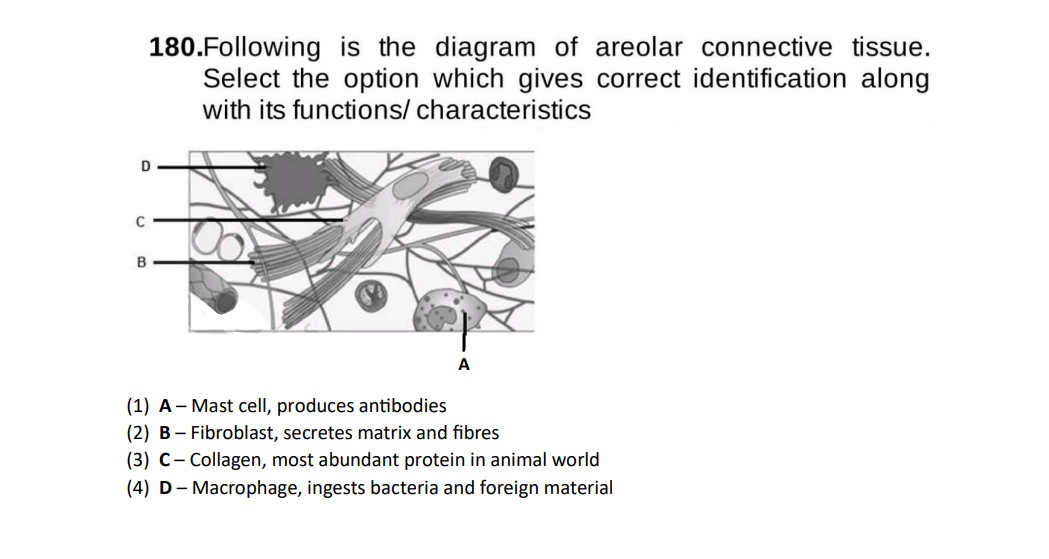 180.Following is the diagram of areolar connective tissue.
Select the option which gives correct identification along
with its functions/ characteristics
D
C
B
A
(1) A – Mast cell, produces antibodies
(2) B – Fibroblast, secretes matrix and fibres
(3) C – Collagen, most abundant protein in animal world
(4) D – Macrophage, ingests bacteria and foreign material